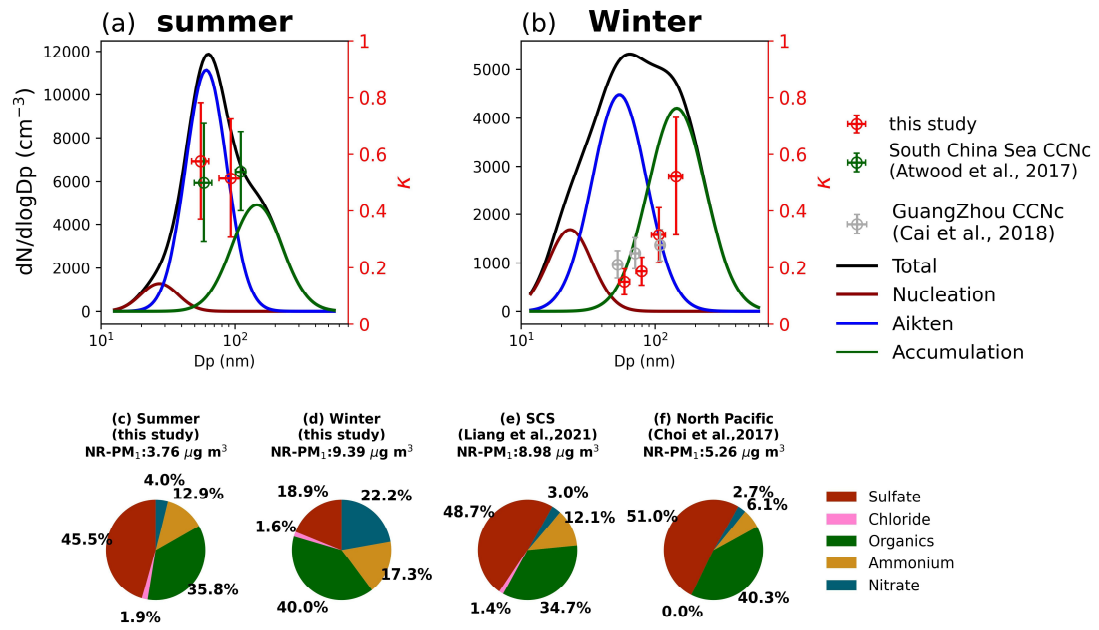 (a) summer
(b) Winter
12000
10000
8000
6000
4000
2000
0
dN/dlogDp (cm⁻³)
1
0.8
0.6
0.4
0.2
0
κ
10¹
10²
Dp (nm)
5000
4000
3000
2000
1000
0
1
0.8
0.6
0.4
0.2
0
κ
10¹
10²
Dp (nm)
this study
South China Sea CCNc
(Atwood et al., 2017)
GuangZhou CCNc
(Cai et al., 2018)
Total
Nucleation
Aikten
Accumulation
(c) Summer
(this study)
NR-PM₁:3.76 μg m³
4.0%
12.9%
45.5%
35.8%
1.9%
(d) Winter
(this study)
NR-PM₁:9.39 μg m³
18.9%
22.2%
1.6%
17.3%
40.0%
(e) SCS
(Liang et al.,2021)
NR-PM₁:8.98 μg m³
3.0%
48.7%
12.1%
1.4%
34.7%
(f) North Pacific
(Choi et al.,2017)
NR-PM₁:5.26 μg m³
2.7%
6.1%
51.0%
40.3%
0.0%
Sulfate
Chloride
Organics
Ammonium
Nitrate